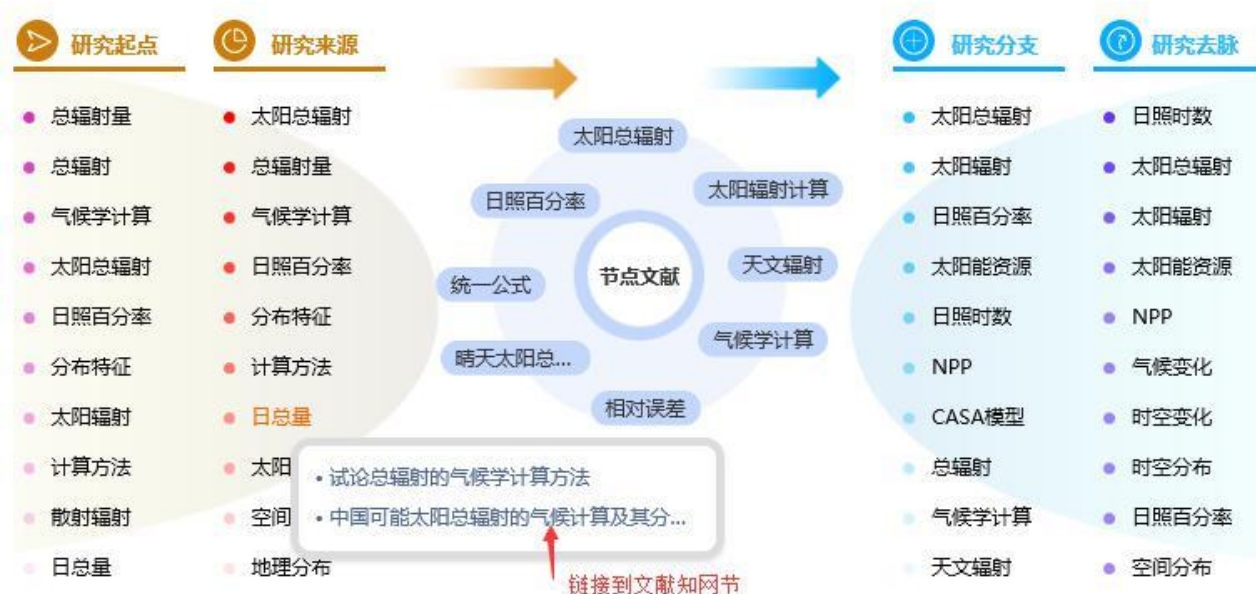 研究起点
总辐射量
总辐射
气候学计算
太阳总辐射
日照百分率
分布特征
太阳辐射
计算方法
散射辐射
日总量
研究来源
太阳总辐射
总辐射量
气候学计算
日照百分率
分布特征
计算方法
日总量
太阳
空间
地理分布
太阳总辐射
日照百分率
太阳辐射计算
统一公式
节点文献
天文辐射
晴天太阳总...
气候学计算
相对误差
• 试论总辐射的气候学计算方法
• 中国可能太阳总辐射的气候计算及其分...
链接到文献知网节
研究分支
太阳总辐射
太阳辐射
日照百分率
太阳能资源
日照时数
NPP
CASA模型
总辐射
气候学计算
天文辐射
研究去脉
日照时数
太阳总辐射
太阳辐射
太阳能资源
NPP
气候变化
时空变化
时空分布
日照百分率
空间分布